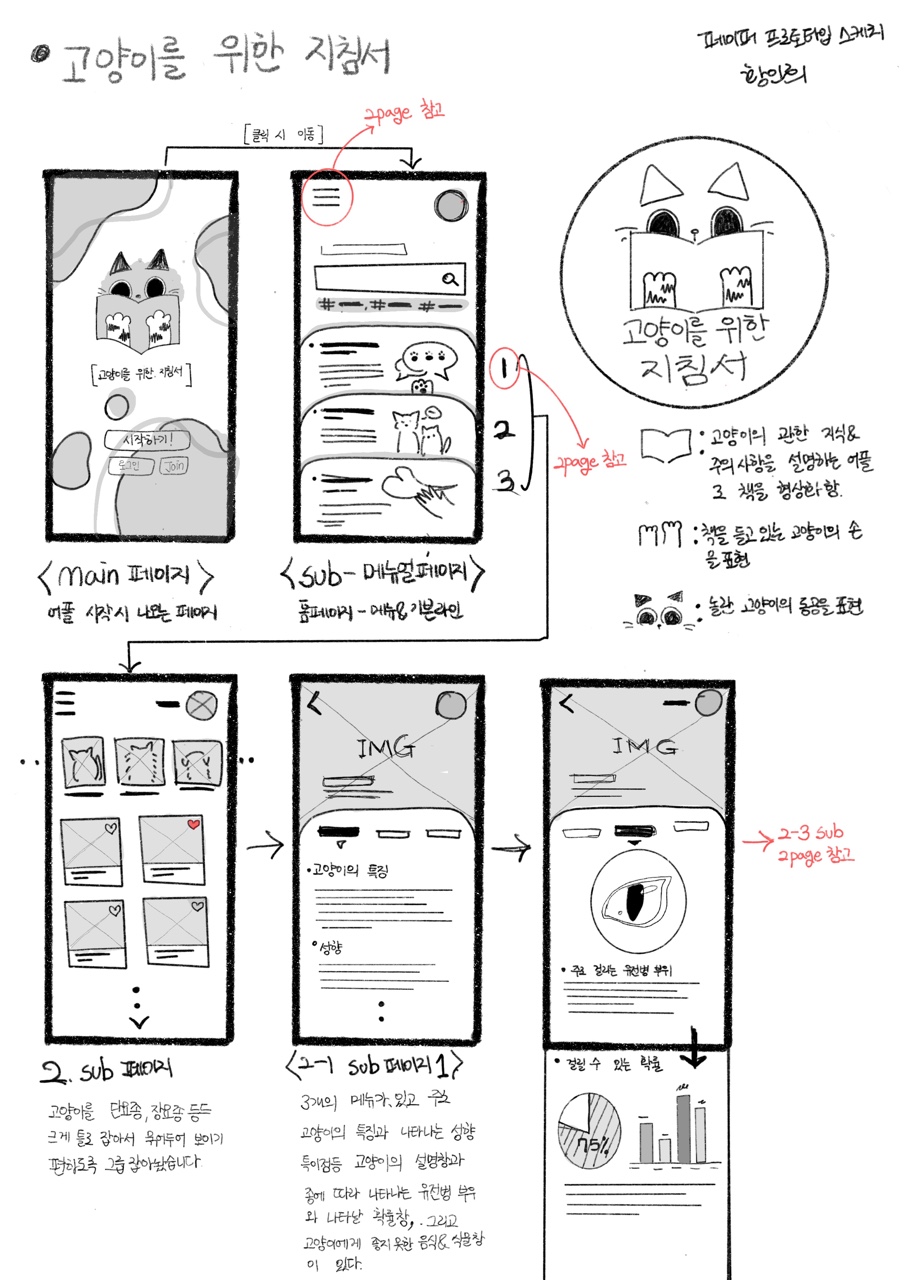 고양이를 위한 지침서
페이퍼 프로토타입 스케치
[클릭 시 이동]
2page 참고
[고양이를 위한 지침서]
시작하기!
로그인
Join
# #. #
1
2
3
2page 참고
고양이를 위한
지침서
: 고양이의 관한 지식&
주의사항을 설명하는 어플
로 책을 형상화함.
: 책을 들고있는 고양이의 손
을 표현
: 놀란 고양이의 동공을 표현
<main 페이지>
어플 시작시 나오는 페이지
<sub-메뉴얼페이지>
홈페이지-메뉴&기본라인
IMG
• 고양이의 특징
• 성향
IMG
• 주로 걸리는 유전병 부위
• 걸릴 수 있는 확률
75%
2-3 sub
2page 참고
2. sub 페이지
고양이를 단묘종, 장묘종 등등
크게 틀로 잡아서 유저들이 보이기
편하도록 그룹 잡아놨습니다.
<2-1 sub페이지1>
3개의 메뉴가 있고 주로
고양이의 특징과 나타나는 성향
특이점등 고양이의 설명창과
종에 따라 나타나는 유전병 부위
와 나타날 확률창, 그리고
고양이에게 좋지못한 음식& 식물창
이 있다.